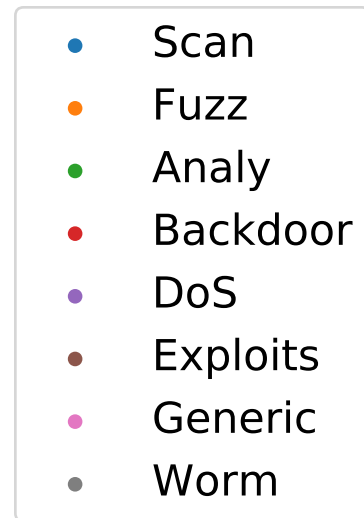 Scan
Fuzz
Analy
Backdoor
DoS
Exploits
Generic
Worm